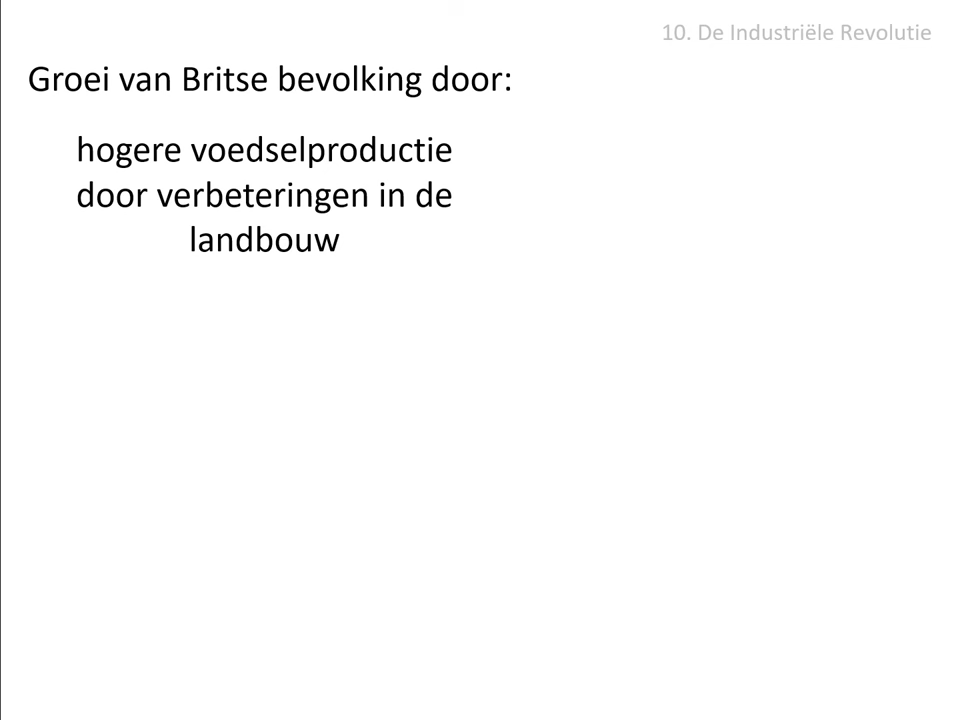 10. De Industriële Revolutie
Groei van Britse bevolking door:
hogere voedselproductie
door verbeteringen in de
landbouw